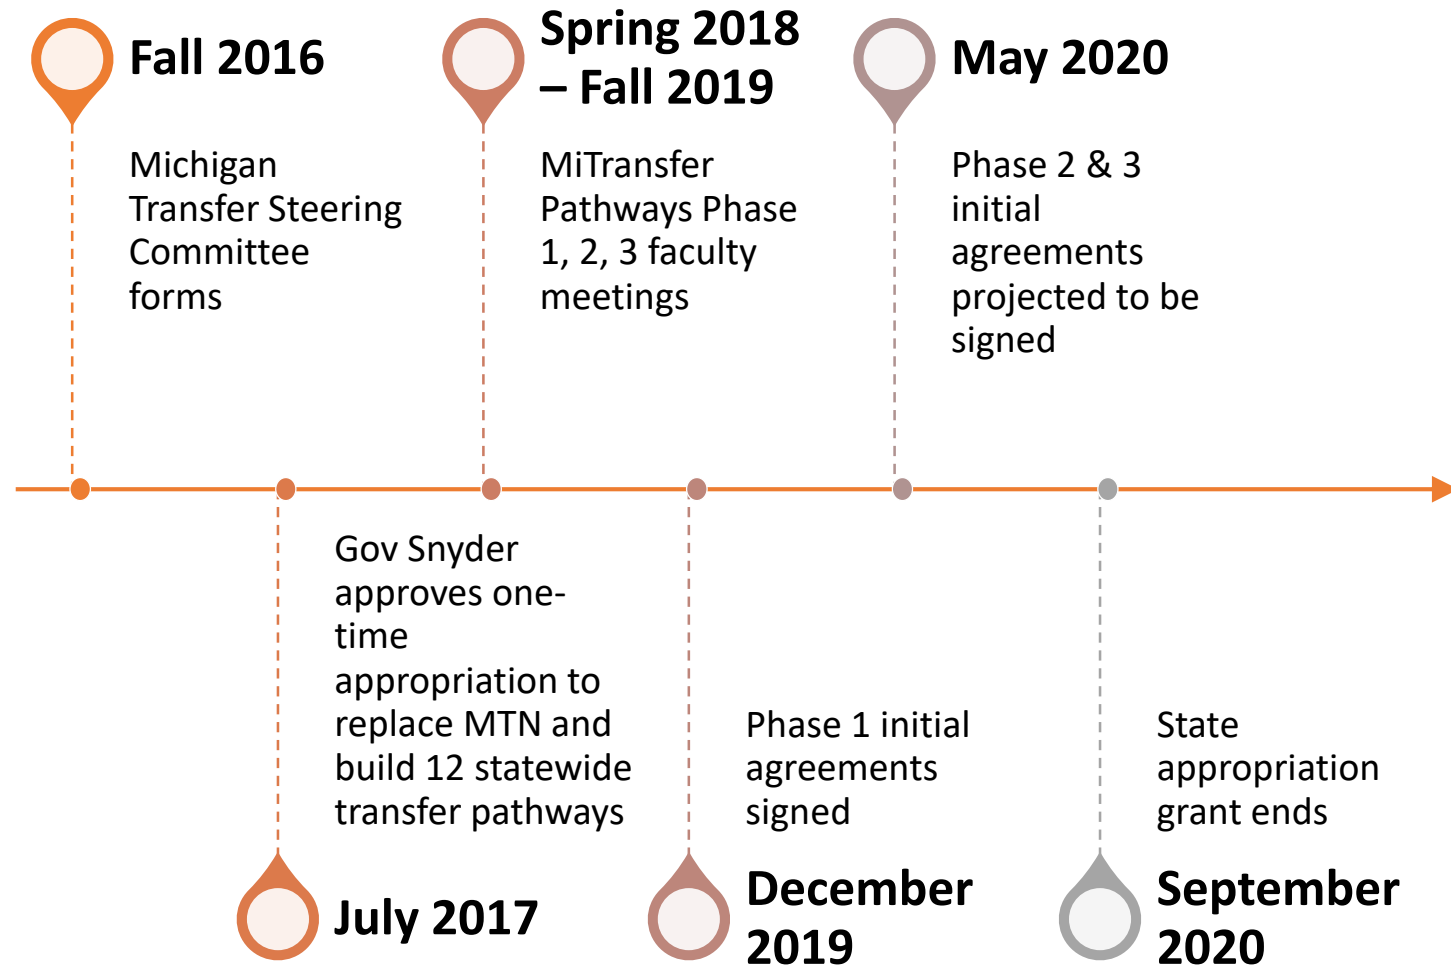 Fall 2016
Michigan
Transfer Steering
Committee
forms
Spring 2018
– Fall 2019
MiTransfer
Pathways Phase
1, 2, 3 faculty
meetings
May 2020
Phase 2 & 3
initial
agreements
projected to be
signed
Gov Snyder
approves one-
time
appropriation to
replace MTN and
build 12 statewide
transfer pathways
July 2017
Phase 1 initial
agreements
signed
December
2019
State
appropriation
grant ends
September
2020